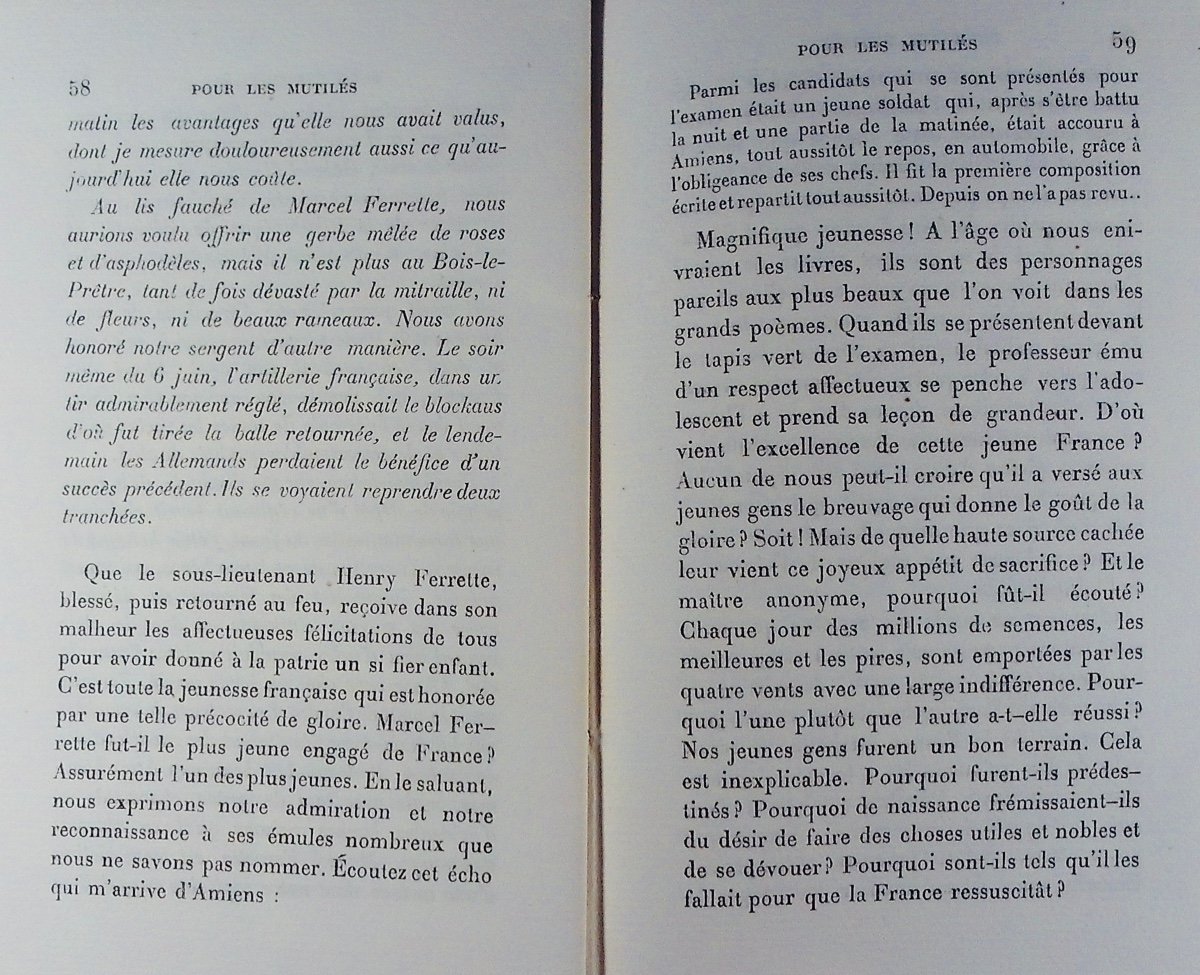 58 POUR LES MUTILÉS
matin les avantages qu'elle nous avait valus,
dont je mesure douloureusement aussi ce qu'au-
jourd'hui elle nous coûte.
Au lis fauché de Marcel Ferrette, nous
aurions voulu offrir une gerbe mêlée de roses
et d'asphodèles, mais il n'est plus au Bois-le-
Prêtre, tant de fois dévasté par la mitraille, ni
de fleurs, ni de beaux rameaux. Nous avons
honoré notre sergent d'autre manière. Le soir
même du 6 juin, l'artillerie française, dans un
tir admirablement réglé, démolissait le blockaus
d'où fut tirée la balle retournée, et le lende-
main les Allemands perdaient le bénéfice d'un
succès précédent. Ils se voyaient reprendre deux
tranchées.
Que le sous-lieutenant Henry Ferrette,
blessé, puis retourné au feu, reçoive dans son
malheur les affectueuses félicitations de tous
pour avoir donné à la patrie un si fier enfant.
C'est toute la jeunesse française qui est honorée
par une telle précocité de gloire. Marcel Fer-
rette fut-il le plus jeune engagé de France?
Assurément l'un des plus jeunes. En le saluant,
nous exprimons notre admiration et notre
reconnaissance à ses émules nombreux que
nous ne savons pas nommer. Écoutez cet écho
qui m'arrive d'Amiens :
POUR LES MUTILÉS 59
Parmi les candidats qui se sont présentés pour
l'examen était un jeune soldat qui, après s'être battu
la nuit et une partie de la matinée, était accouru à
Amiens, tout aussitôt le repos, en automobile, grâce à
l'obligeance de ses chefs. Il fit la première composition
écrite et repartit tout aussitôt. Depuis on ne l'a pas revu..
Magnifique jeunesse! A l'âge où nous eni-
vraient les livres, ils sont des personnages
pareils aux plus beaux que l'on voit dans les
grands poèmes. Quand ils se présentent devant
le tapis vert de l'examen, le professeur ému
d'un respect affectueux se penche vers l'ado-
lescent et prend sa leçon de grandeur. D'où
vient l'excellence de cette jeune France?
Aucun de nous peut-il croire qu'il a versé aux
jeunes gens le breuvage qui donne le goût de la
gloire? Soit! Mais de quelle haute source cachée
leur vient ce joyeux appétit de sacrifice? Et le
maître anonyme, pourquoi fût-il écouté?
Chaque jour des millions de semences, les
meilleures et les pires, sont emportées par les
quatre vents avec une large indifférence. Pour-
quoi l'une plutôt que l'autre a-t-elle réussi?
Nos jeunes gens furent un bon terrain. Cela
est inexplicable. Pourquoi furent-ils prédes-
tinés? Pourquoi de naissance frémissaient-ils
du désir de faire des choses utiles et nobles et
de se dévouer? Pourquoi sont-ils tels qu'il les
fallait pour que la France ressuscitât?